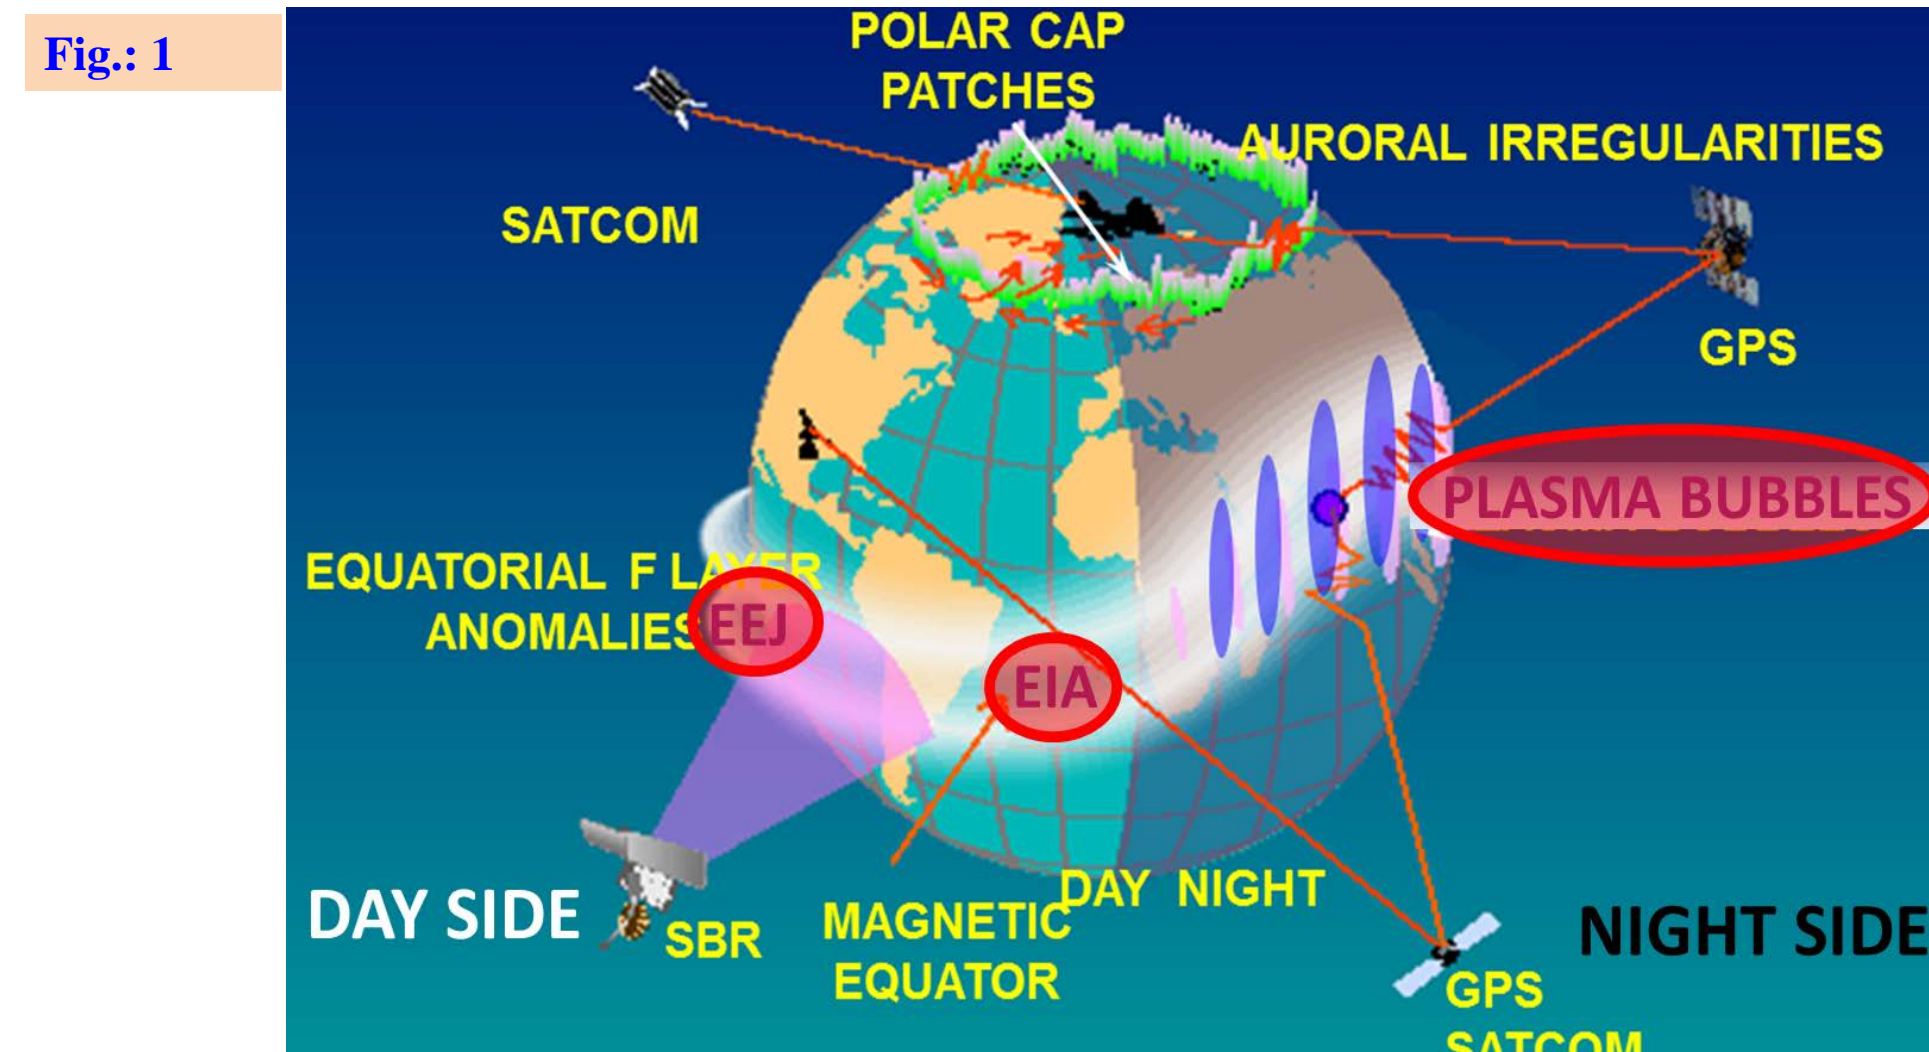 Fig.: 1
POLAR CAP
PATCHES
AURORAL IRREGULARITIES
SATCOM
GPS
PLASMA BUBBLES
EQUATORIAL F LAYER
ANOMALIES
EEJ
EIA
DAY SIDE
SBR
MAGNETIC
EQUATOR
DAY NIGHT
NIGHT SIDE
GPS
SATCOM